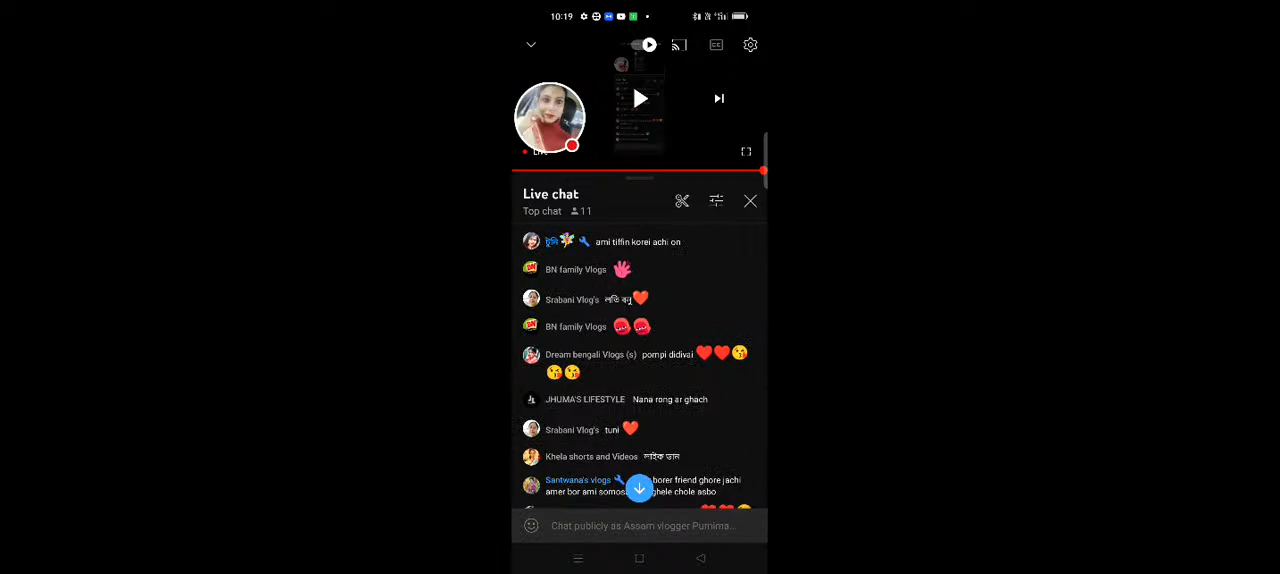 10:19
Live
Live chat
Top chat 11
টুনি ami tiffin korei achi on
BN family Vlogs
Srabani Vlog's লভি বনু
BN family Vlogs
Dream bengali Vlogs (s) pompi didivai
JHUMA'S LIFESTYLE Nana rong ar ghach
Srabani Vlog's tuni
Khela shorts and Videos লাইক ডান
Santwana's vlogs borer friend ghore jachi
amer bor ami ghele chole asbo
Chat publicly as Assam vlogger Purnima...